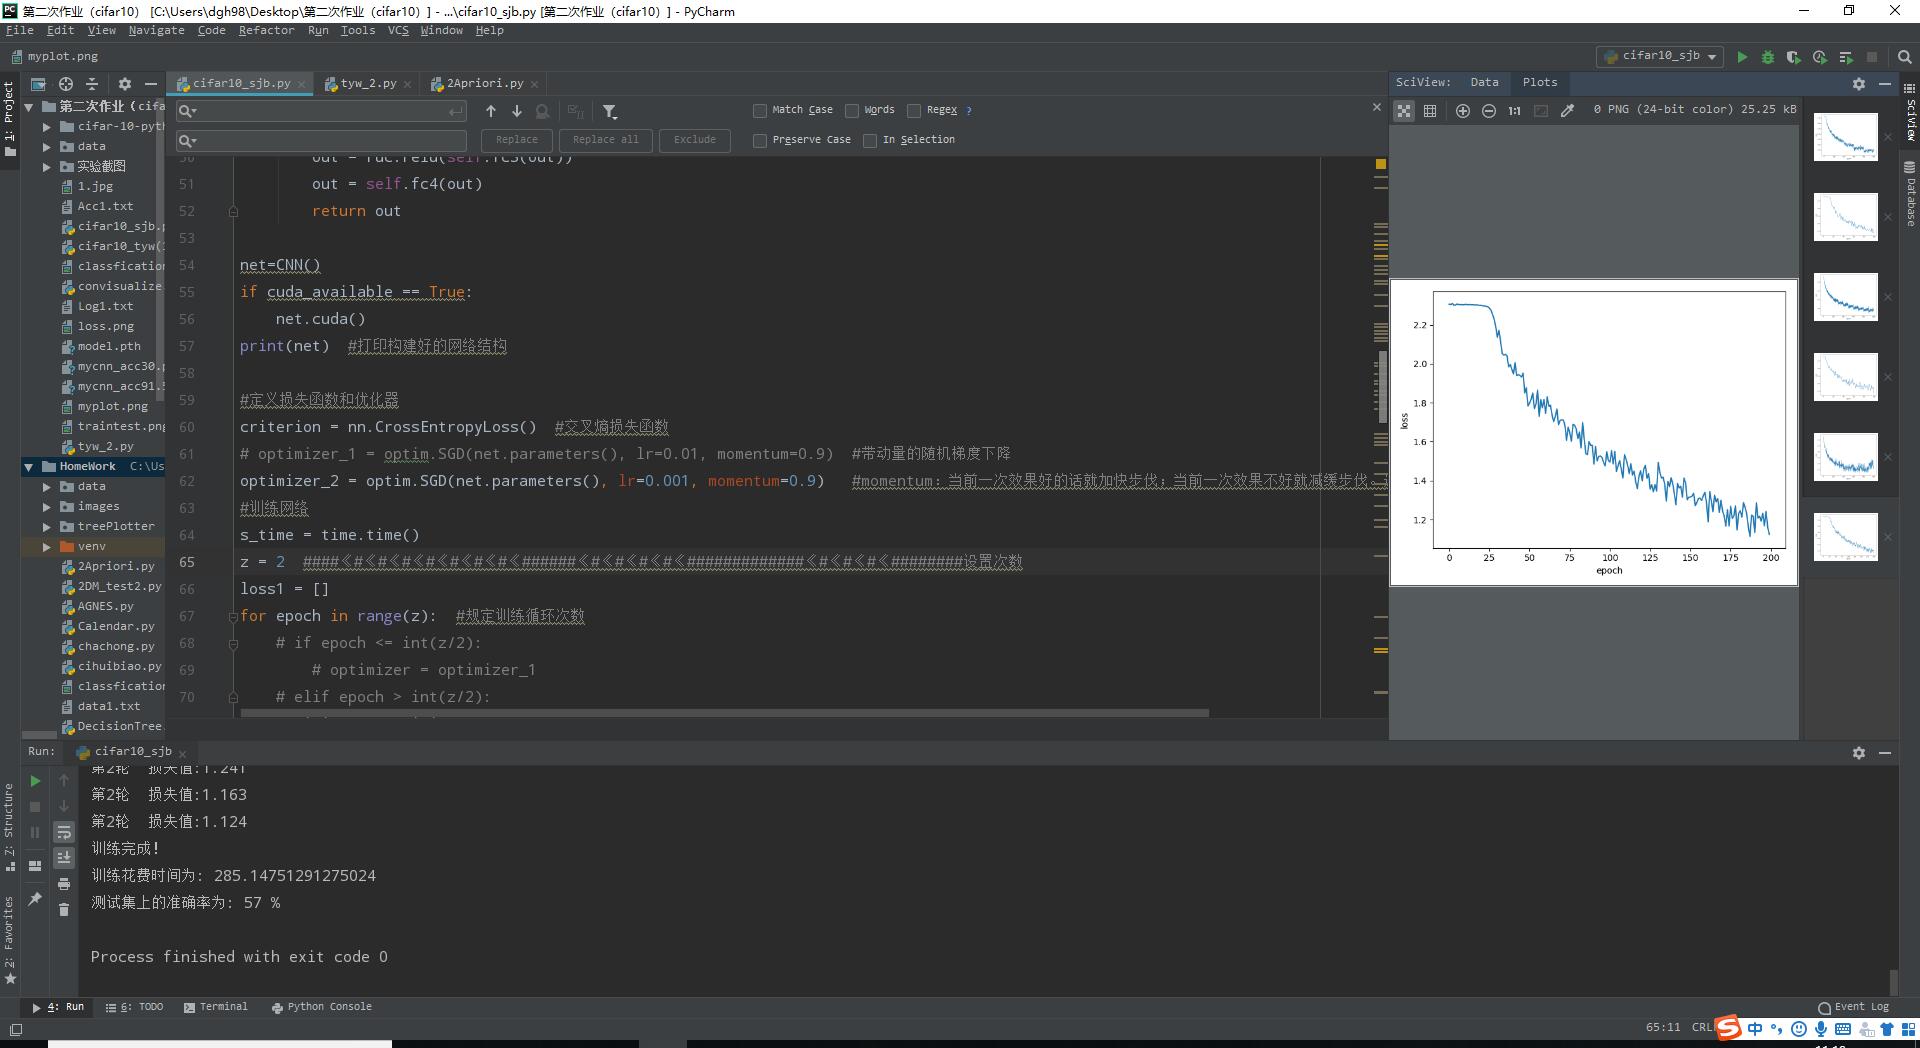 第二次作业（cifar10） [C:\Users\dgh98\Desktop\第二次作业（cifar10）] - ...\cifar10_sjb.py [第二次作业（cifar10）] - PyCharm
File Edit View Navigate Code Refactor Run Tools VCS Window Help
myplot.png
cifar10_sjb
1: Project
第二次作业（cifa
cifar-10-pyth
data
实验截图
1.jpg
Acc1.txt
cifar10_sjb.p
cifar10_tyw(1
classfication
convisualize.
Log1.txt
loss.png
model.pth
mycnn_acc30.p
mycnn_acc91.5
myplot.png
traintest.png
tyw_2.py
HomeWork C:\Us
data
images
treePlotter
venv
2Apriori.py
2DM_test2.py
AGNES.py
Calendar.py
chachong.py
cihuibiao.py
classfication
data1.txt
DecisionTree.
cifar10_sjb.py tyw_2.py 2Apriori.py
Match Case Words Regex ?
Replace Replace all Exclude Preserve Case In Selection
50 out = fuc.relu(self.fc3(out))
51 out = self.fc4(out)
52 return out
53
54 net=CNN()
55 if cuda_available == True:
56 net.cuda()
57 print(net) #打印构建好的网络结构
58
59 #定义损失函数和优化器
60 criterion = nn.CrossEntropyLoss() #交叉熵损失函数
61 # optimizer_1 = optim.SGD(net.parameters(), lr=0.01, momentum=0.9) #带动量的随机梯度下降
62 optimizer_2 = optim.SGD(net.parameters(), lr=0.001, momentum=0.9) #momentum：当前一次效果好的话就加快步伐；当前一次效果不好就减缓步伐。
63 #训练网络
64 s_time = time.time()
65 z = 2 ####《#《#《#《#《#《#《#《######《#《#《#《#《#############《#《#《#《########设置次数
66 loss1 = []
67 for epoch in range(z): #规定训练循环次数
68 # if epoch <= int(z/2):
69 # optimizer = optimizer_1
70 # elif epoch > int(z/2):
SciView: Data Plots
1:1 0 PNG (24-bit color) 25.25 kB
2.2
2.0
1.8
1.6
1.4
1.2
loss
0 25 50 75 100 125 150 175 200
epoch
SciView
Database
Run: cifar10_sjb
第2轮 损失值:1.241
第2轮 损失值:1.163
第2轮 损失值:1.124
训练完成!
训练花费时间为: 285.14751291275024
测试集上的准确率为: 57 %
Process finished with exit code 0
Z: Structure
2: Favorites
4: Run 6: TODO Terminal Python Console Event Log
65:11 CRL
中